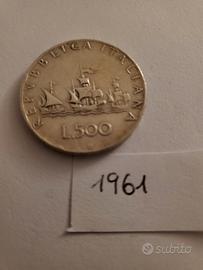 REPVBBLICA ITALIANA
L.500
1961
subito